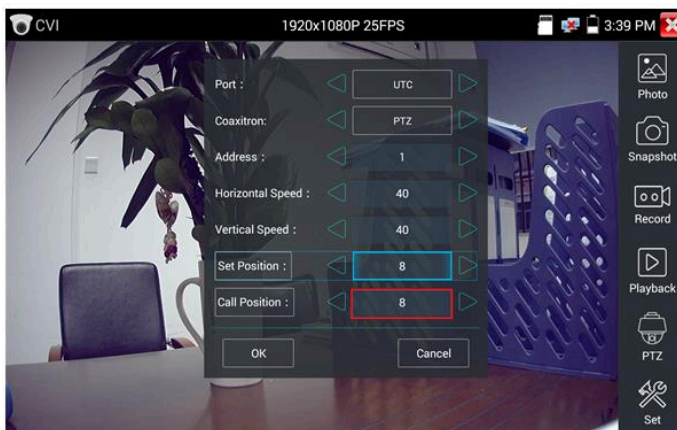 CVI 1920x1080P 25FPS 3:39 PM
Port : UTC
Coaxitron: PTZ
Address : 1
Horizontal Speed : 40
Vertical Speed : 40
Set Position : 8
Call Position : 8
OK Cancel
Photo
Snapshot
Record
Playback
PTZ
Set